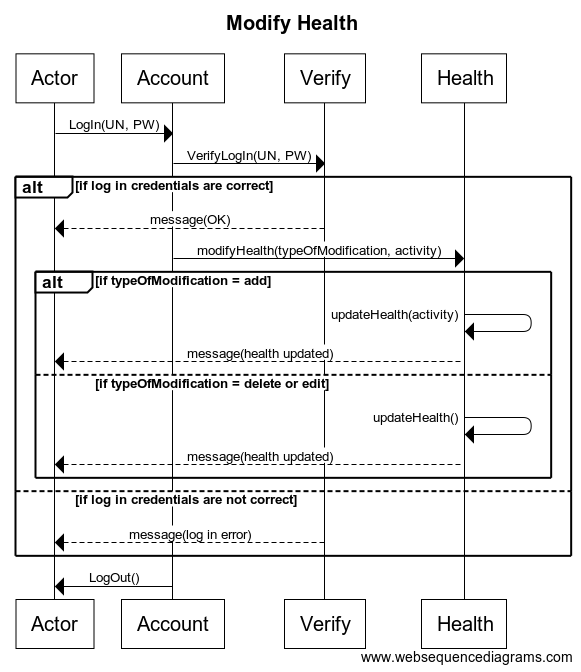 Modify Health
Actor Account Verify Health
LogIn(UN, PW)
VerifyLogIn(UN, PW)
alt [if log in credentials are correct]
message(OK)
modifyHealth(typeOfModification, activity)
alt [if typeOfModification = add]
updateHealth(activity)
message(health updated)
[if typeOfModification = delete or edit]
updateHealth()
message(health updated)
[if log in credentials are not correct]
message(log in error)
LogOut()
Actor Account Verify Health
www.websequencediagrams.com